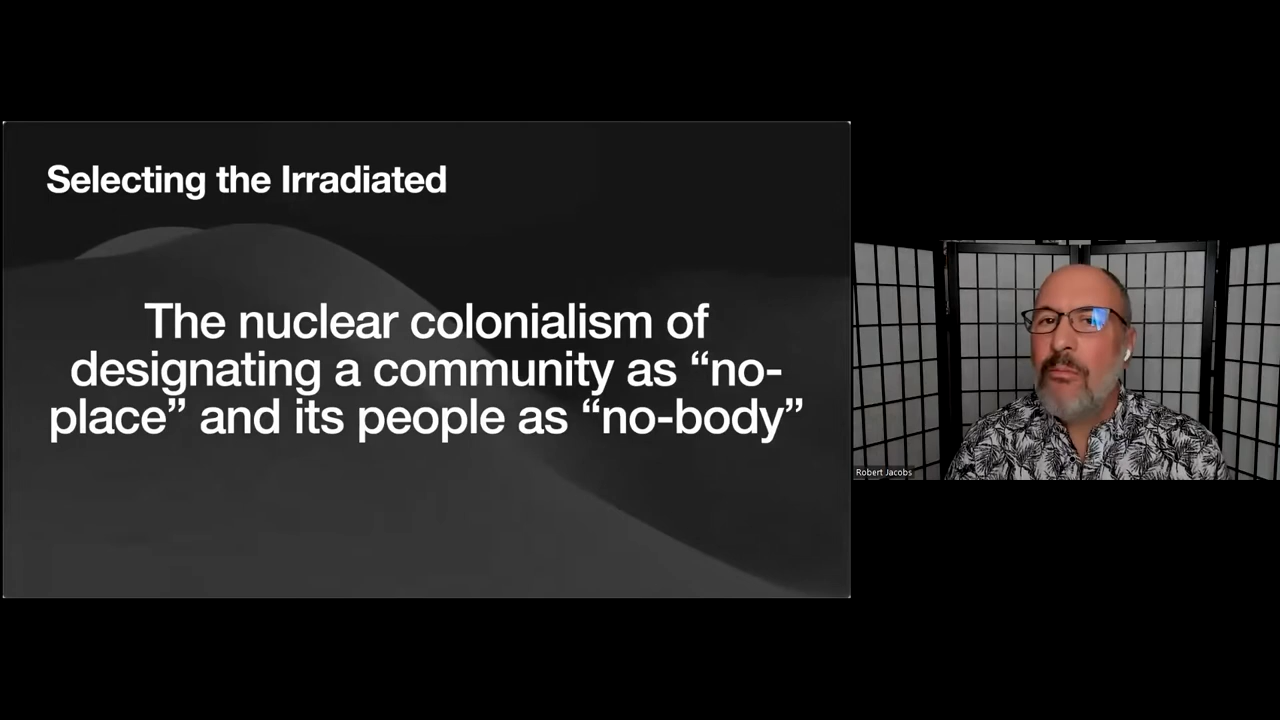 Selecting the Irradiated
The nuclear colonialism of
designating a community as “no-
place” and its people as “no-body”
Robert Jacobs